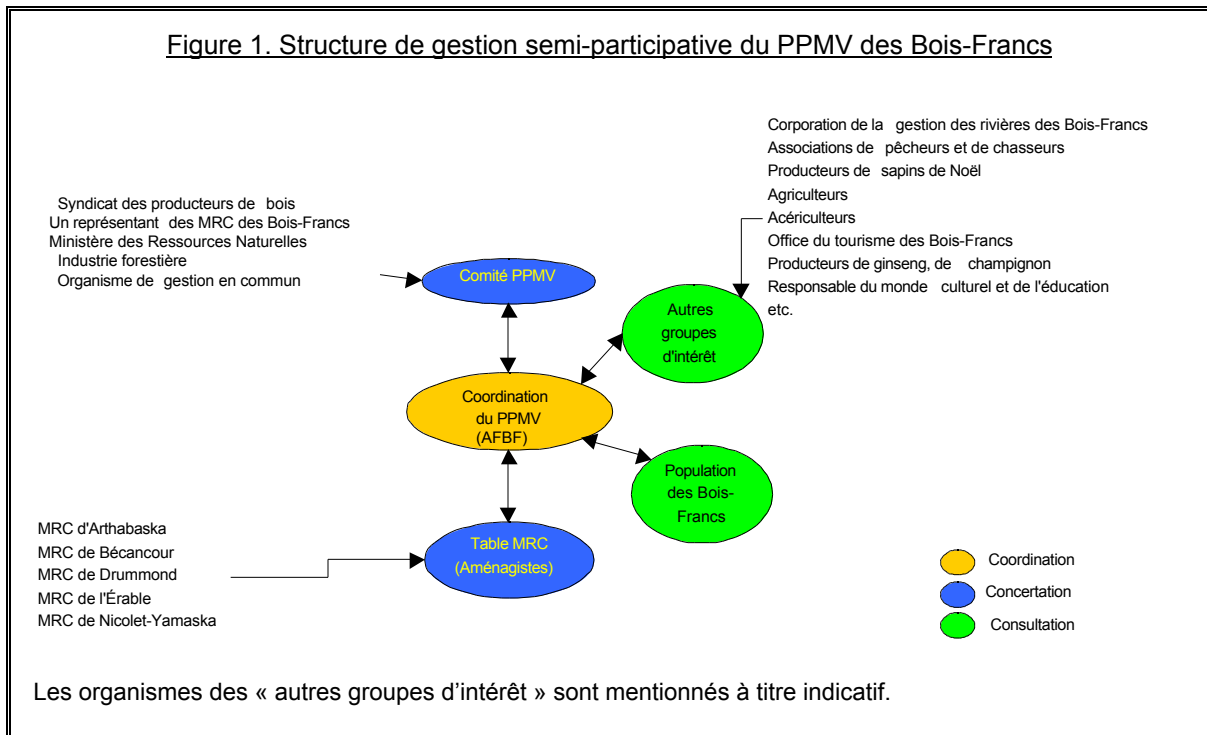 Figure 1. Structure de gestion semi-participative du PPMV des Bois-Francs
Corporation de la gestion des rivières des Bois-Francs
Associations de pêcheurs et de chasseurs
Producteurs de sapins de Noël
Agriculteurs
Acériculteurs
Office du tourisme des Bois-Francs
Producteurs de ginseng, de champignon
Responsable du monde culturel et de l'éducation
etc.
Syndicat des producteurs de bois
Un représentant des MRC des Bois-Francs
Ministère des Ressources Naturelles
Industrie forestière
Organisme de gestion en commun
Comité PPMV
Autres
groupes
d'intérêt
Coordination
du PPMV
(AFBF)
Population
des Bois-
Francs
Table MRC
(Aménagistes)
MRC d'Arthabaska
MRC de Bécancour
MRC de Drummond
MRC de l'Érable
MRC de Nicolet-Yamaska
Coordination
Concertation
Consultation
Les organismes des « autres groupes d'intérêt » sont mentionnés à titre indicatif.